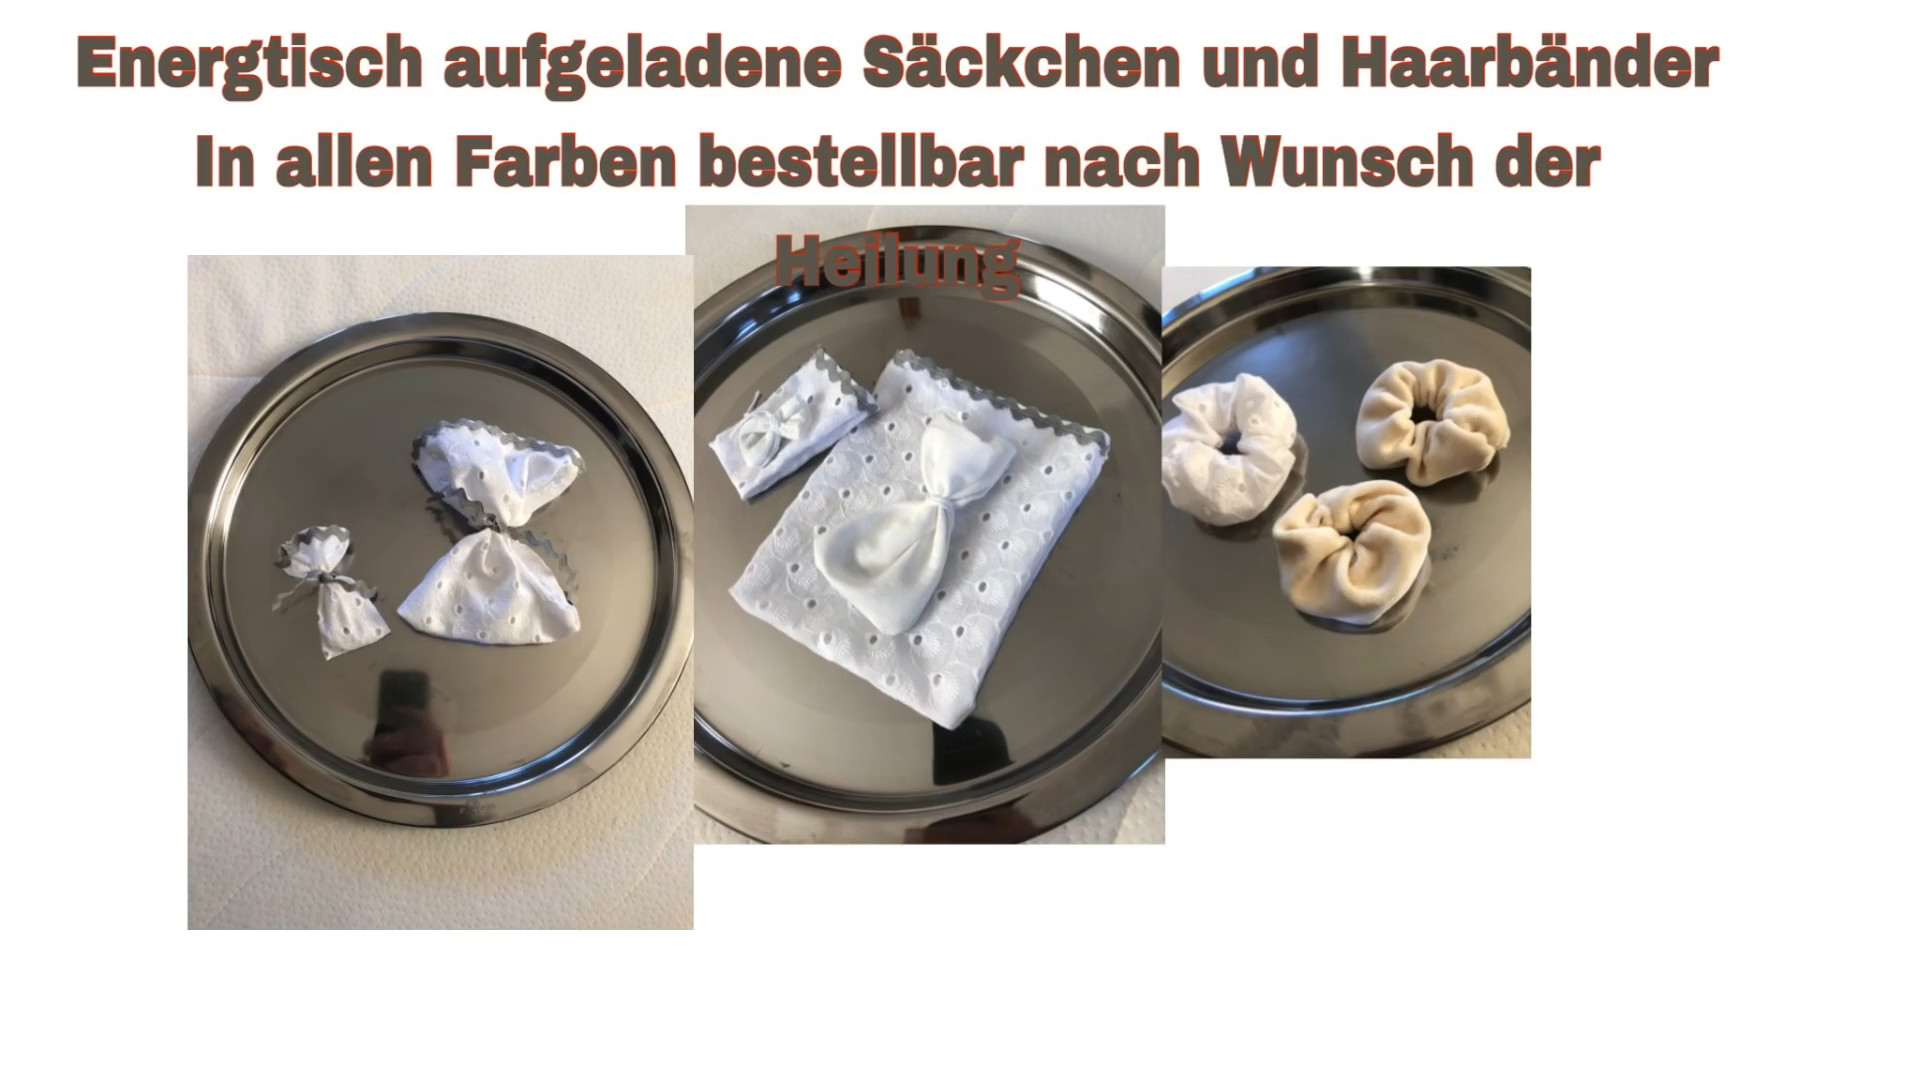 Energtisch aufgeladene Säckchen und Haarbänder
In allen Farben bestellbar nach Wunsch der
Heilung